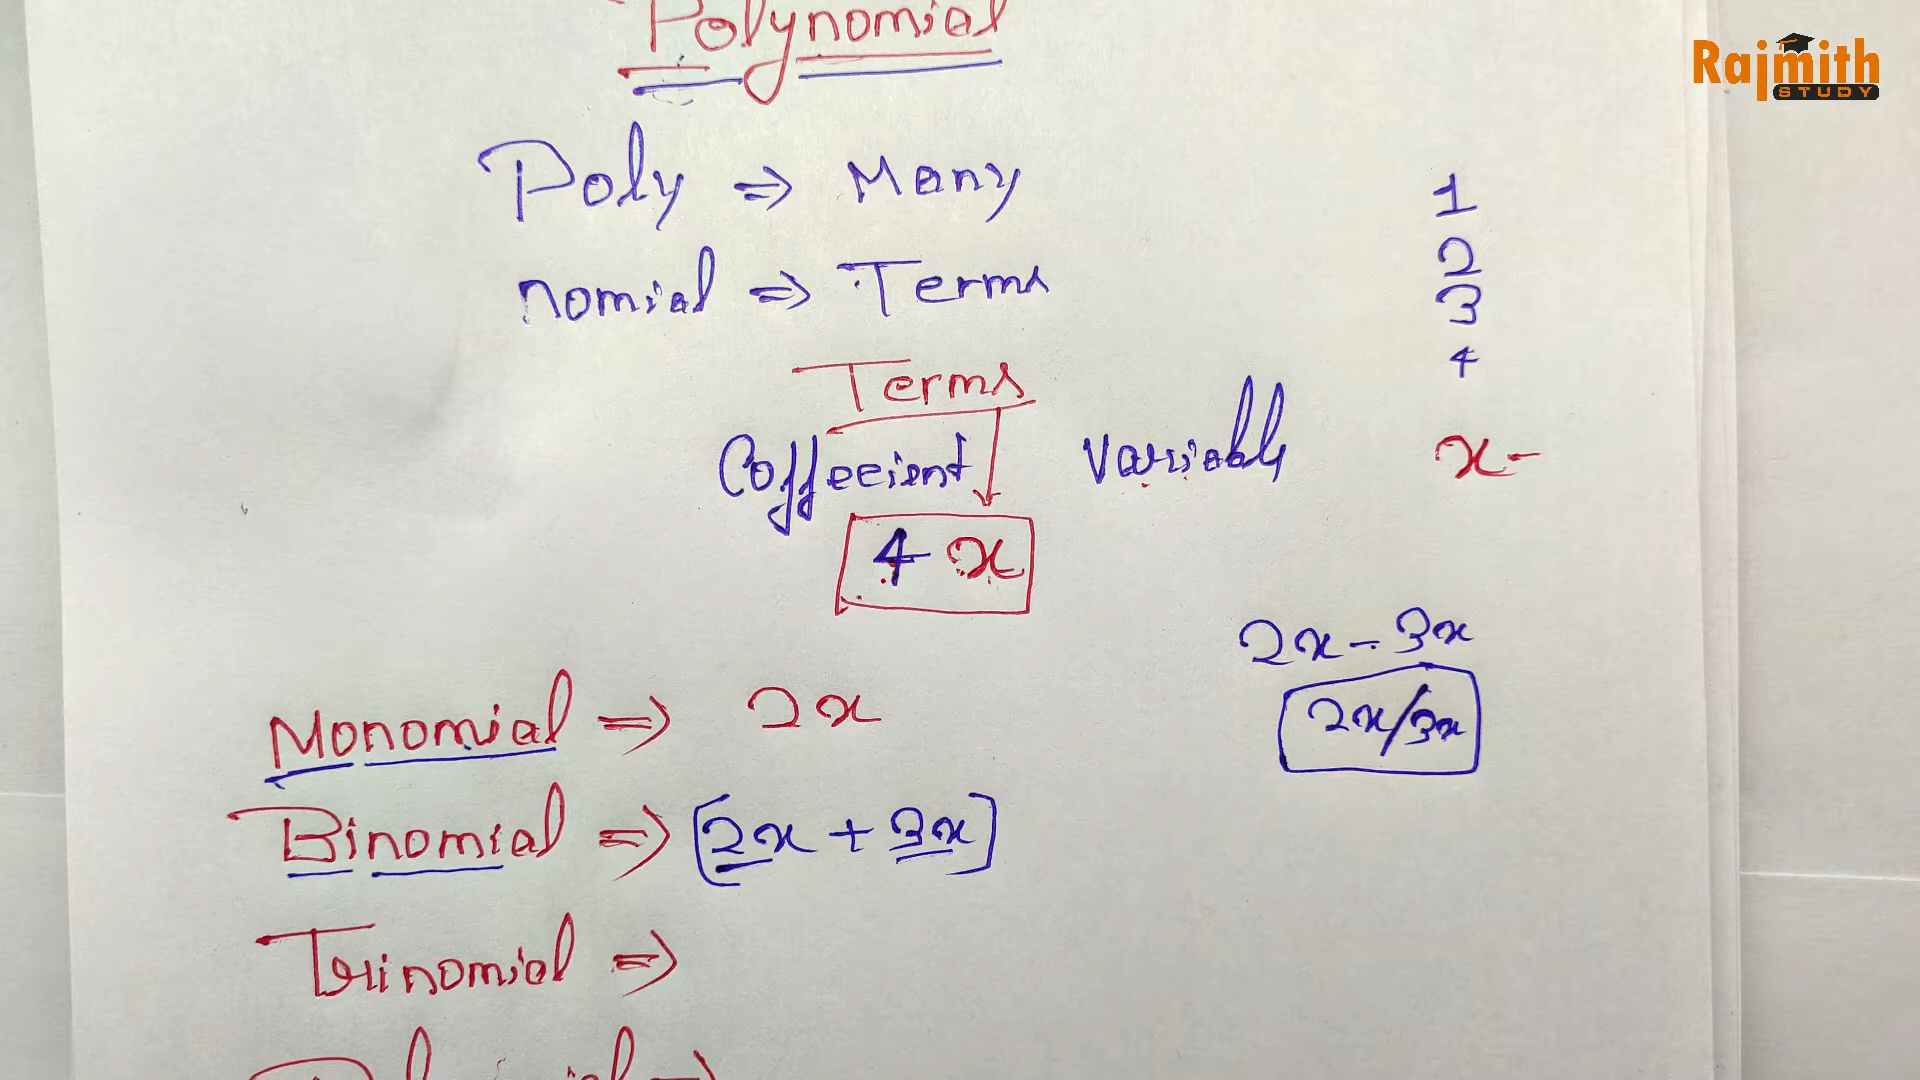 Polynomial
Rajmith
STUDY
Poly ⇒ Many
nomial ⇒ Terms
1
2
3
4
Terms
Coffeeient
variable
x -
4 x
2x - 3x
2x/3x
Monomial ⇒ 2x
Binomial ⇒ [2x + 3x]
Trinomial ⇒